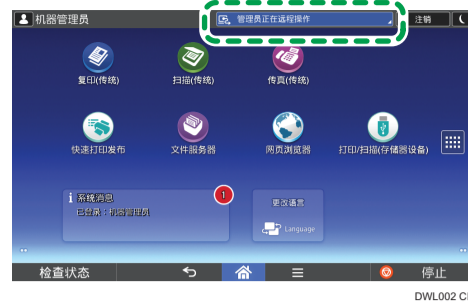 机器管理员
管理员正在远程操作
注销
复印(传统)
扫描(传统)
传真(传统)
快速打印发布
文件服务器
网页浏览器
打印/扫描(存储器设备)
系统消息
1
已登录：机器管理员
更改语言
Language
检查状态
停止
DWL002 C